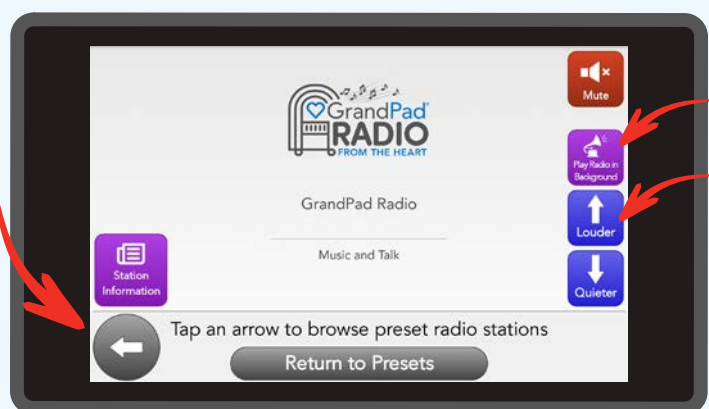 GrandPad
RADIO
FROM THE HEART
GrandPad Radio
Music and Talk
Mute
Play Radio in
Background
Louder
Quieter
Station
Information
Tap an arrow to browse preset radio stations
Return to Presets